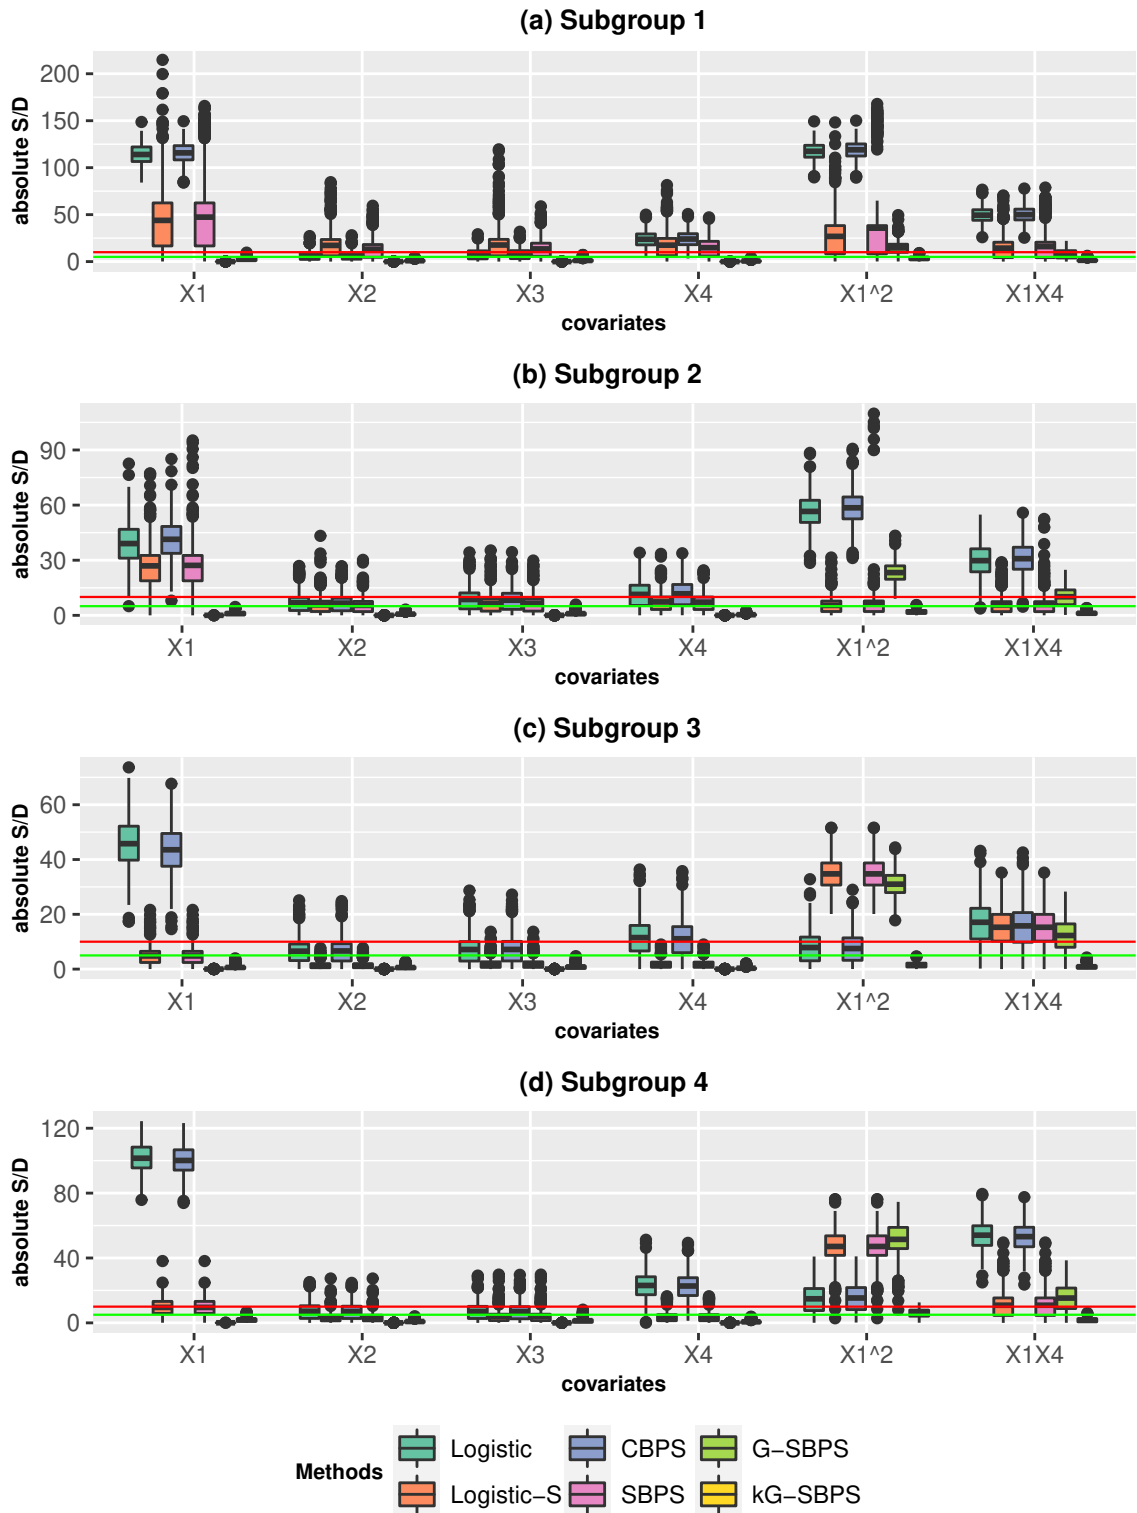 (a) Subgroup 1
absolute S/D
200
150
100
50
0
X1 X2 X3 X4 X1^2 X1X4
covariates
(b) Subgroup 2
absolute S/D
90
60
30
0
X1 X2 X3 X4 X1^2 X1X4
covariates
(c) Subgroup 3
absolute S/D
60
40
20
0
X1 X2 X3 X4 X1^2 X1X4
covariates
(d) Subgroup 4
absolute S/D
120
80
40
0
X1 X2 X3 X4 X1^2 X1X4
covariates
Methods
Logistic CBPS G−SBPS
Logistic−S SBPS kG−SBPS